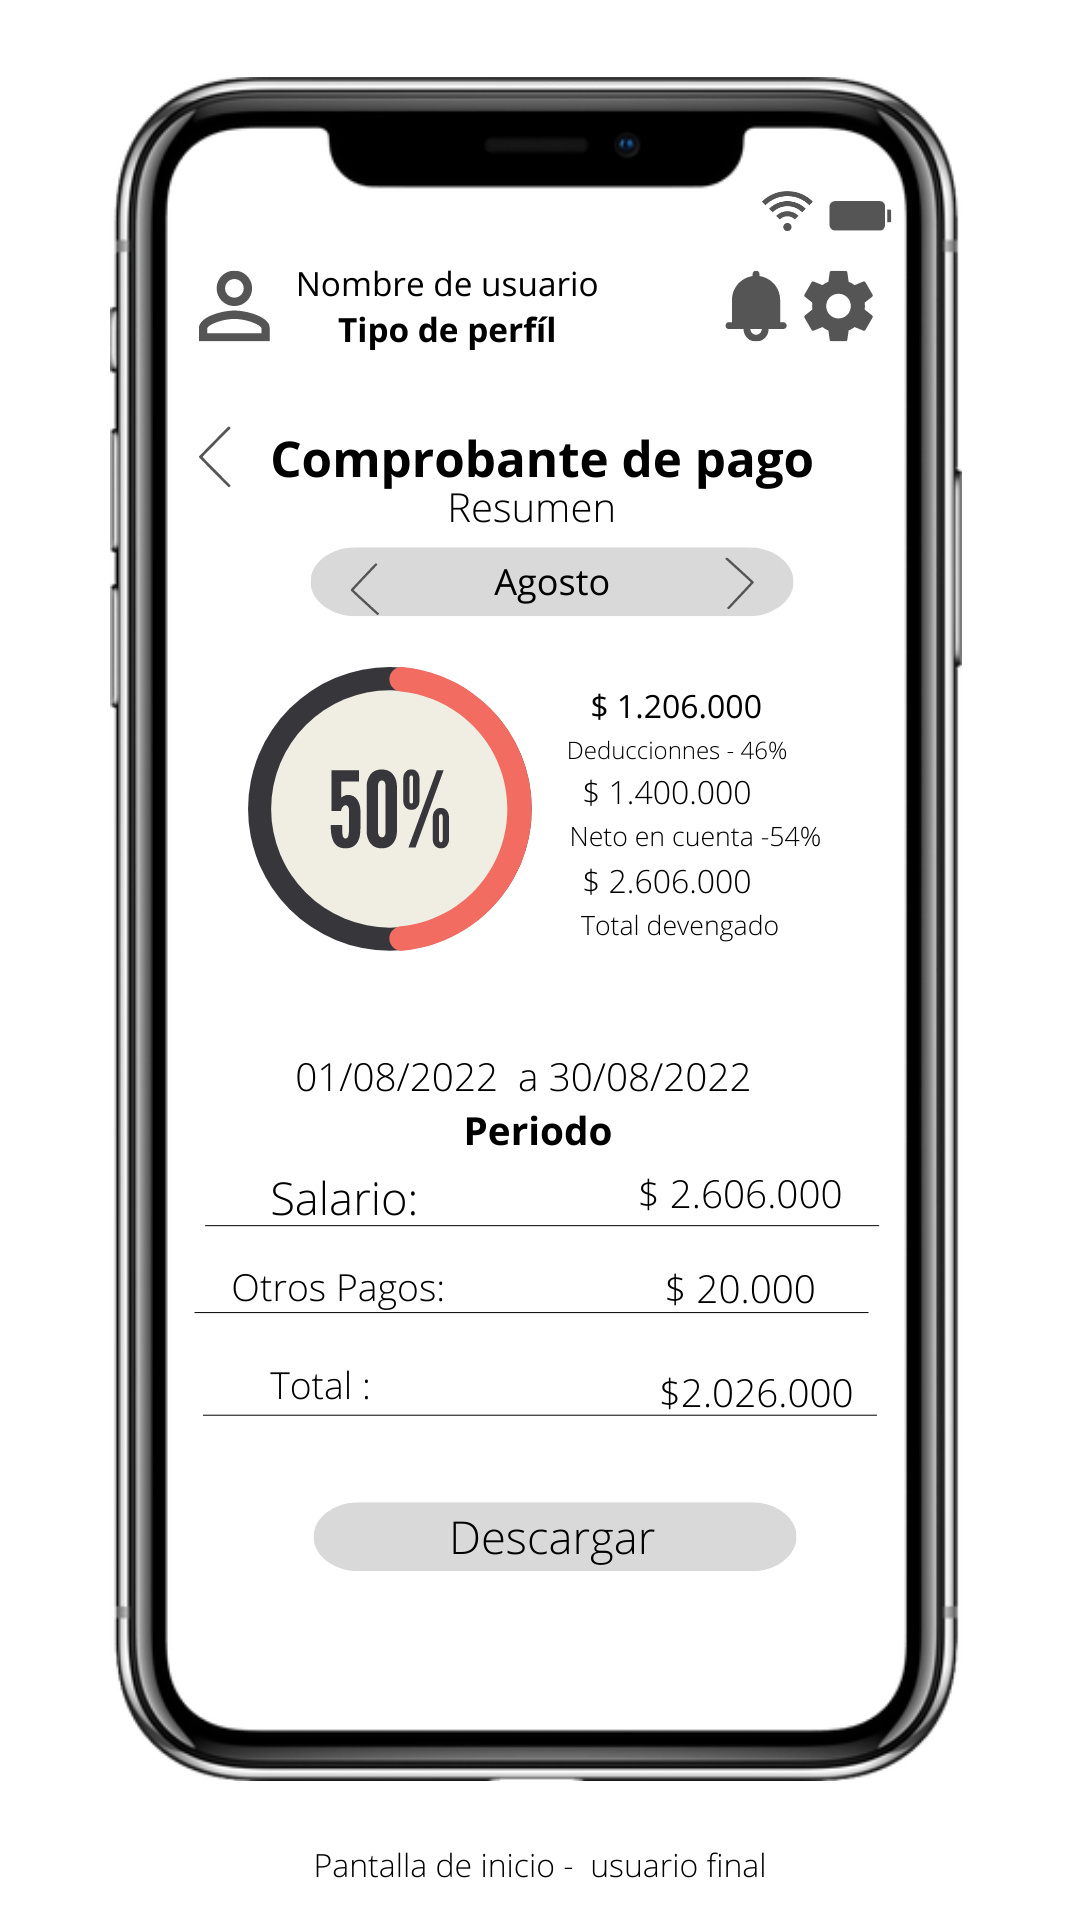 Nombre de usuario
Tipo de perfíl
Comprobante de pago
Resumen
Agosto
50%
$ 1.206.000
Deduccionnes - 46%
$ 1.400.000
Neto en cuenta -54%
$ 2.606.000
Total devengado
01/08/2022 a 30/08/2022
Periodo
Salario: $ 2.606.000
Otros Pagos: $ 20.000
Total : $2.026.000
Descargar
Pantalla de inicio - usuario final